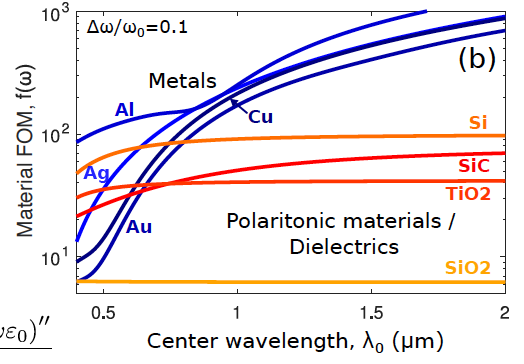 Δω/ω₀=0.1
(b)
Metals
Al
Cu
Ag
Au
Si
SiC
TiO2
SiO2
Polaritonic materials /
Dielectrics
Material FOM, f(ω)
10³
10²
10¹
0.5 1 1.5 2
Center wavelength, λ₀ (μm)
ε₀)″